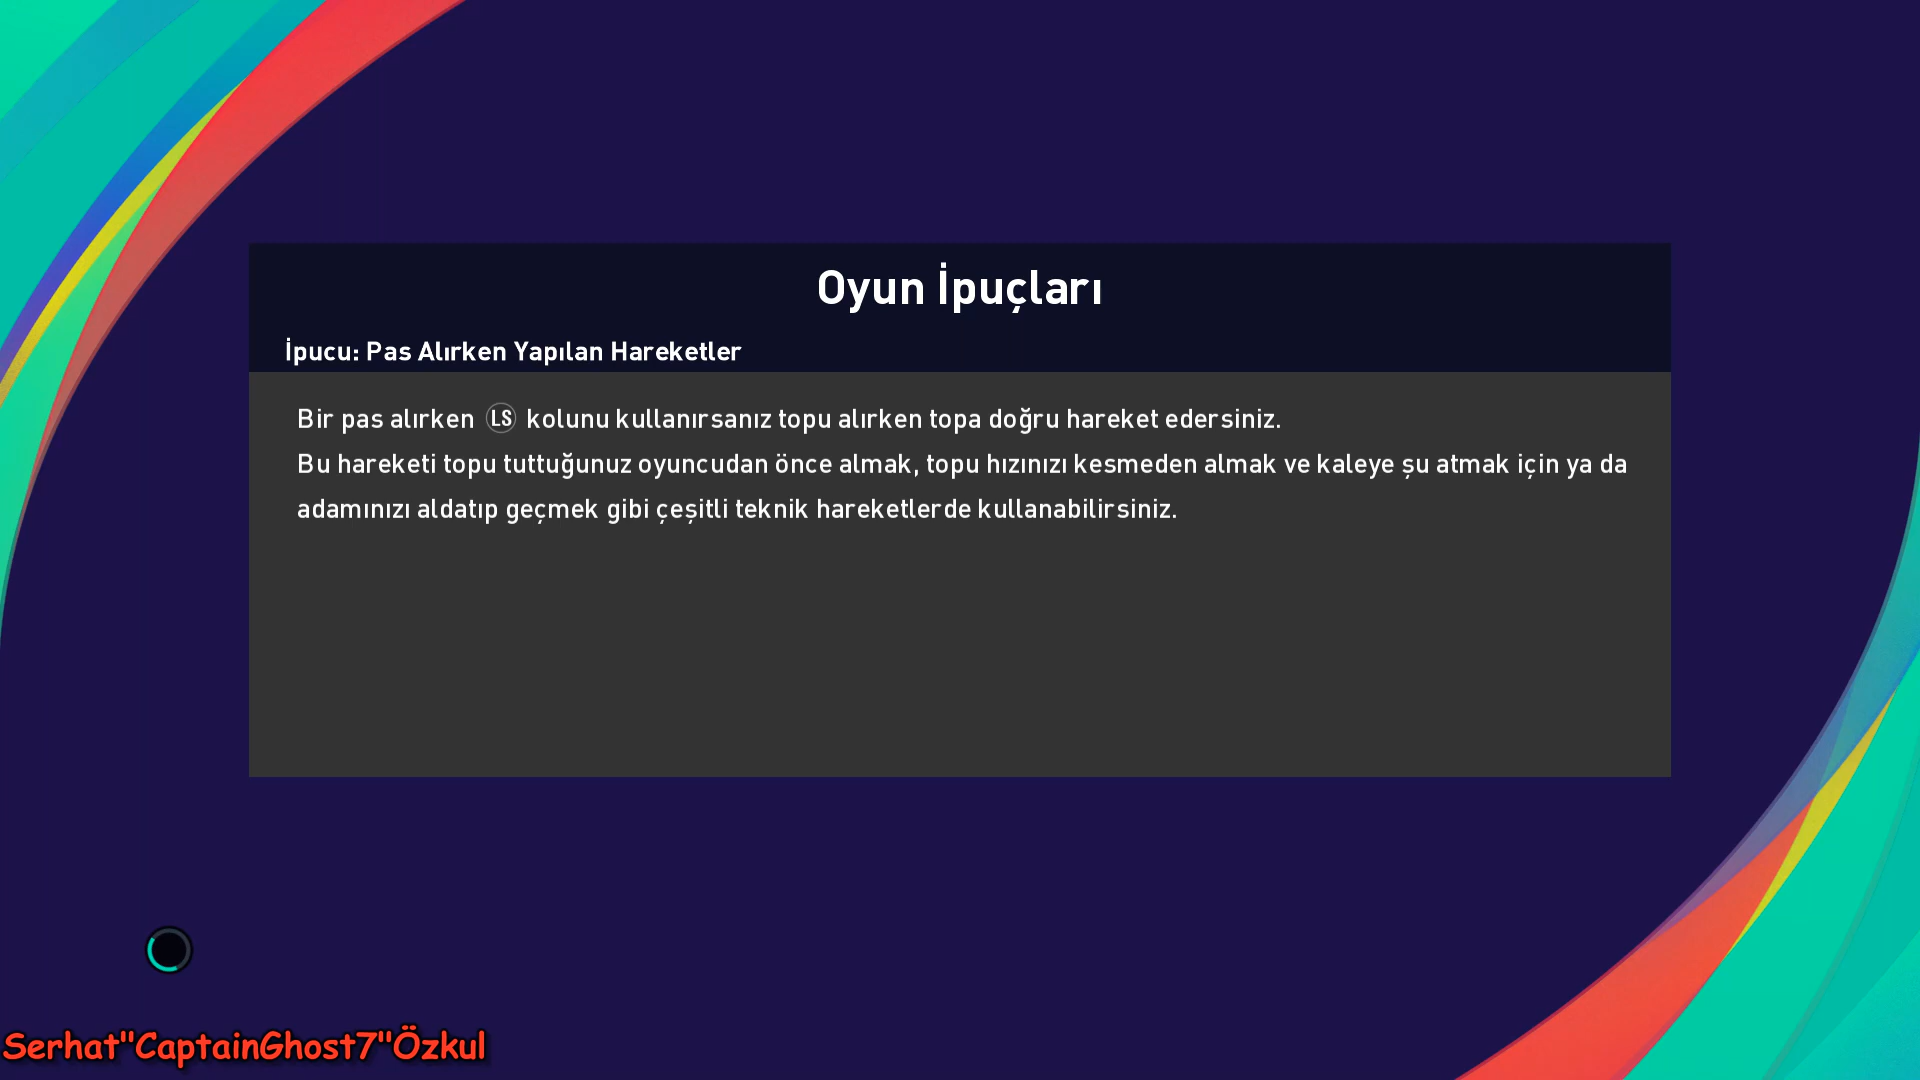 Oyun İpuçları
İpucu: Pas Alırken Yapılan Hareketler
Bir pas alırken LS kolunu kullanırsanız topu alırken topa doğru hareket edersiniz.
Bu hareketi topu tuttuğunuz oyuncudan önce almak, topu hızınızı kesmeden almak ve kaleye şu atmak için ya da
adamınızı aldatıp geçmek gibi çeşitli teknik hareketlerde kullanabilirsiniz.
Serhat"CaptainGhost7"Özkul